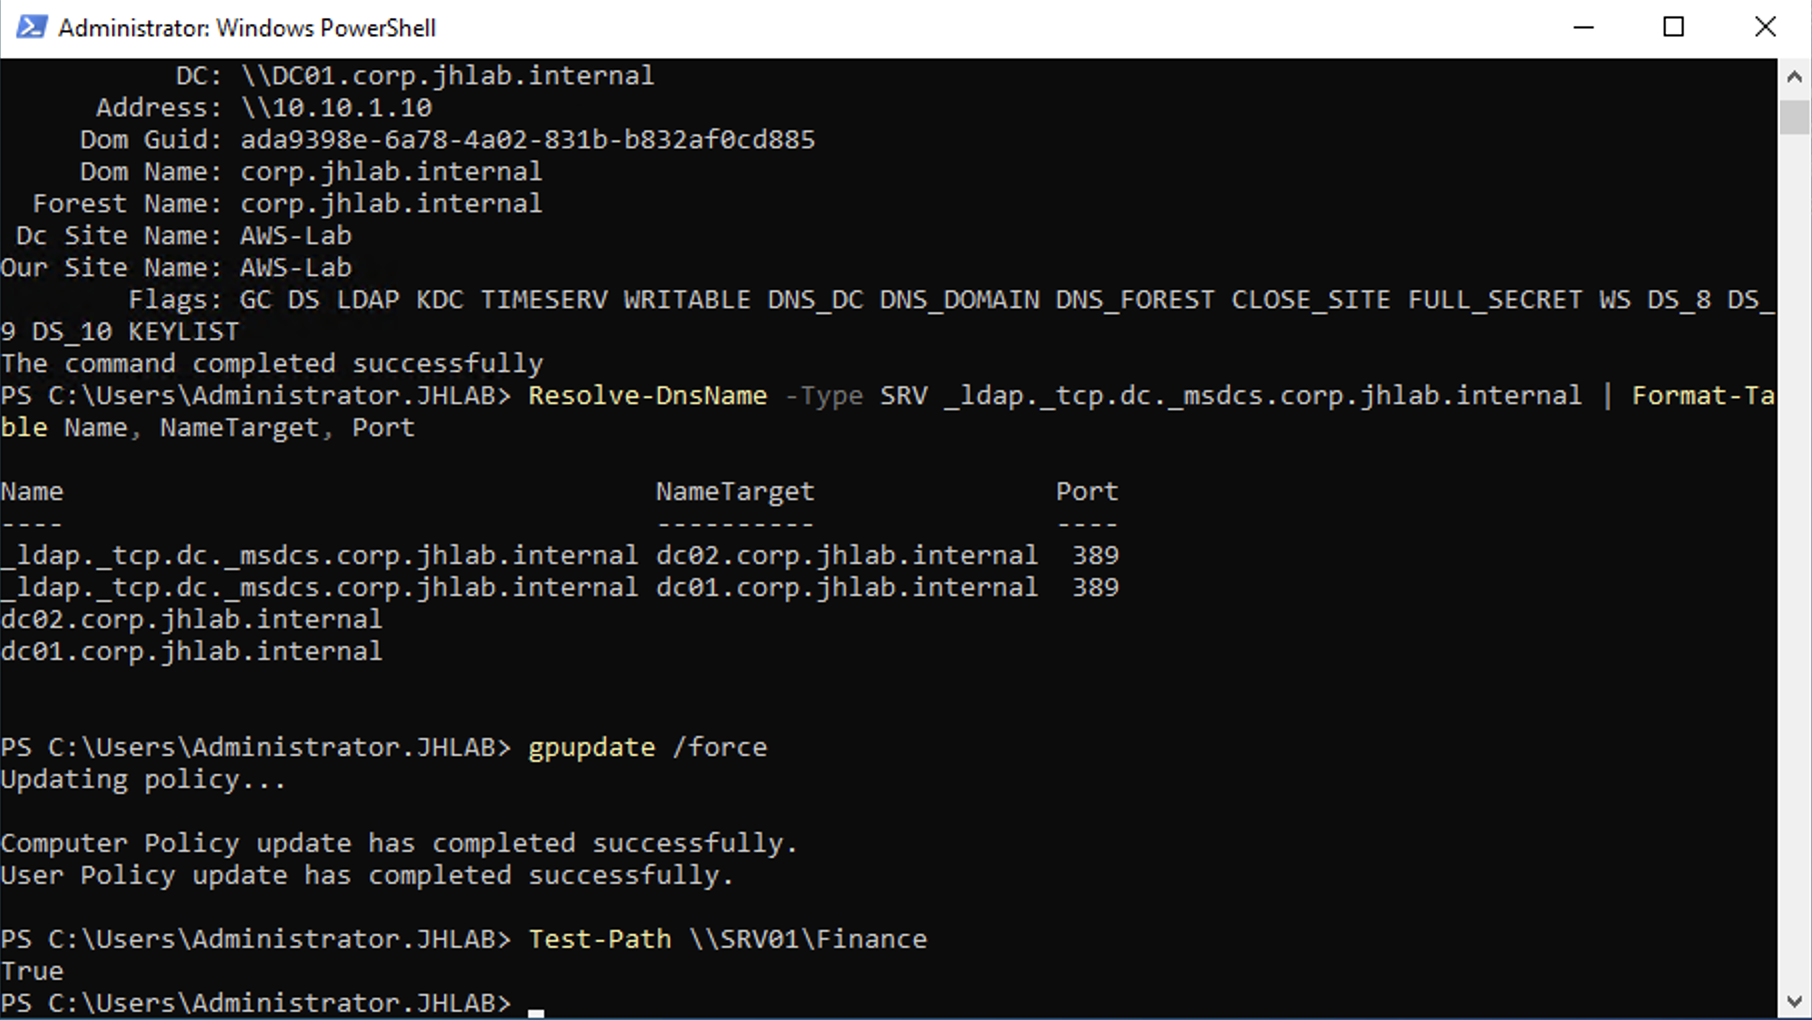 Administrator: Windows PowerShell
DC: \\DC01.corp.jhlab.internal
Address: \\10.10.1.10
Dom Guid: ada9398e-6a78-4a02-831b-b832af0cd885
Dom Name: corp.jhlab.internal
Forest Name: corp.jhlab.internal
Dc Site Name: AWS-Lab
Our Site Name: AWS-Lab
Flags: GC DS LDAP KDC TIMESERV WRITABLE DNS_DC DNS_DOMAIN DNS_FOREST CLOSE_SITE FULL_SECRET WS DS_8 DS_
9 DS_10 KEYLIST
The command completed successfully
PS C:\Users\Administrator.JHLAB> Resolve-DnsName -Type SRV _ldap._tcp.dc._msdcs.corp.jhlab.internal | Format-Ta
ble Name, NameTarget, Port
Name NameTarget Port
---- ---------- ----
_ldap._tcp.dc._msdcs.corp.jhlab.internal dc02.corp.jhlab.internal 389
_ldap._tcp.dc._msdcs.corp.jhlab.internal dc01.corp.jhlab.internal 389
dc02.corp.jhlab.internal
dc01.corp.jhlab.internal
PS C:\Users\Administrator.JHLAB> gpupdate /force
Updating policy...
Computer Policy update has completed successfully.
User Policy update has completed successfully.
PS C:\Users\Administrator.JHLAB> Test-Path \\SRV01\Finance
True
PS C:\Users\Administrator.JHLAB>